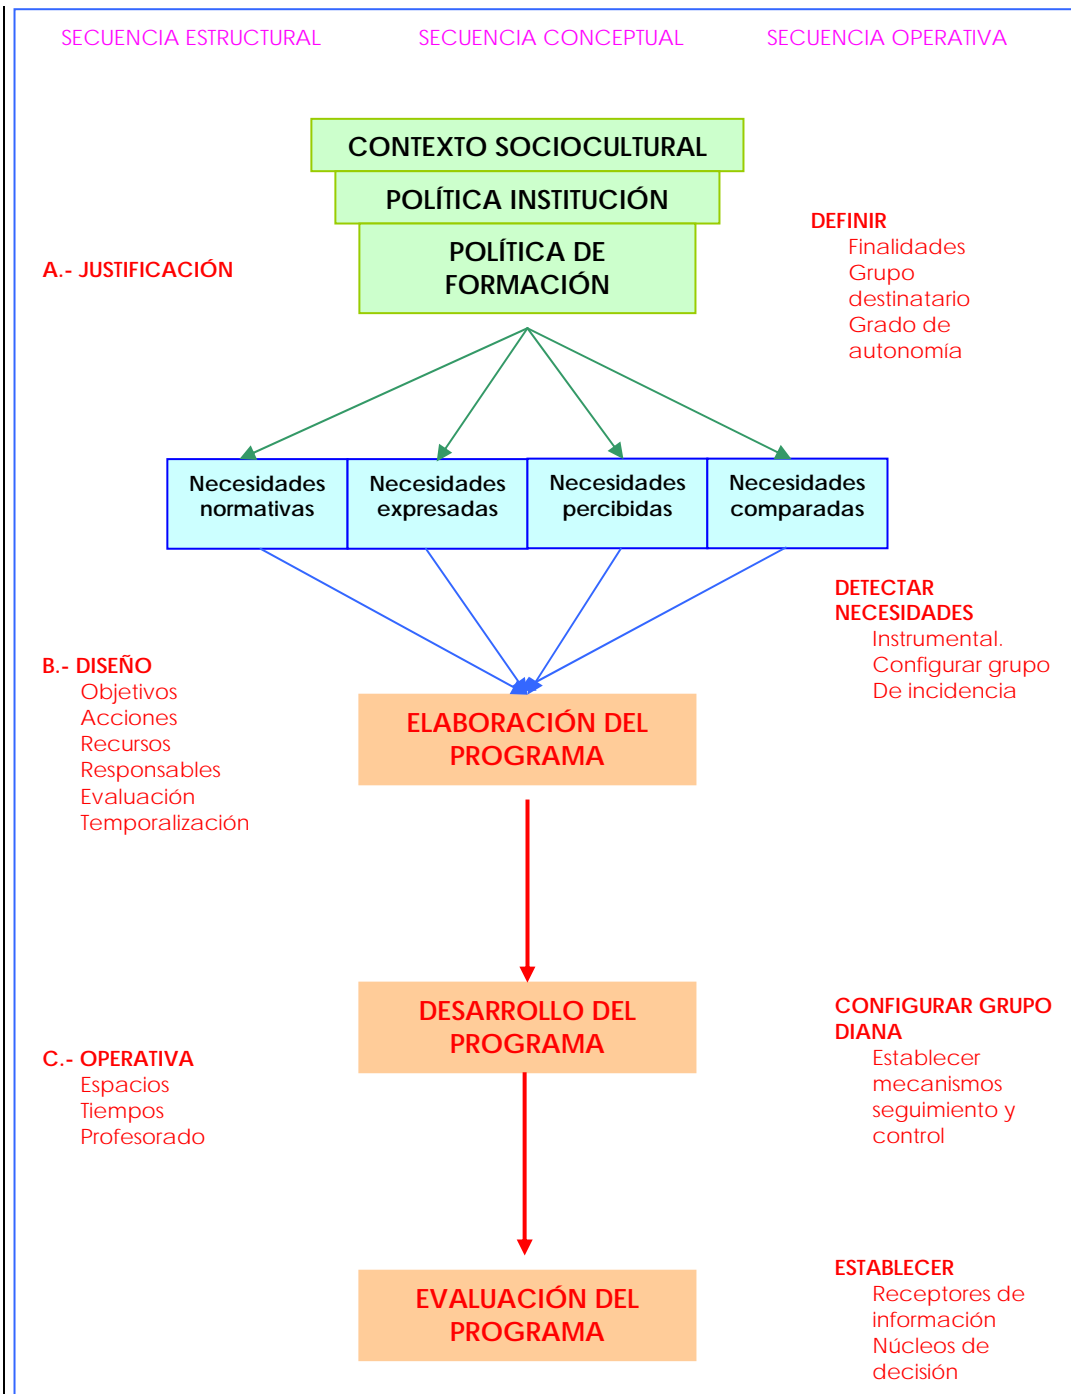 SECUENCIA ESTRUCTURAL
SECUENCIA CONCEPTUAL
SECUENCIA OPERATIVA
CONTEXTO SOCIOCULTURAL
POLÍTICA INSTITUCIÓN
POLÍTICA DE
FORMACIÓN
A.- JUSTIFICACIÓN
DEFINIR
Finalidades
Grupo
destinatario
Grado de
autonomía
Necesidades
normativas
Necesidades
expresadas
Necesidades
percibidas
Necesidades
comparadas
DETECTAR
NECESIDADES
Instrumental.
Configurar grupo
De incidencia
B.- DISEÑO
Objetivos
Acciones
Recursos
Responsables
Evaluación
Temporalización
ELABORACIÓN DEL
PROGRAMA
DESARROLLO DEL
PROGRAMA
CONFIGURAR GRUPO
DIANA
Establecer
mecanismos
seguimiento y
control
C.- OPERATIVA
Espacios
Tiempos
Profesorado
EVALUACIÓN DEL
PROGRAMA
ESTABLECER
Receptores de
información
Núcleos de
decisión